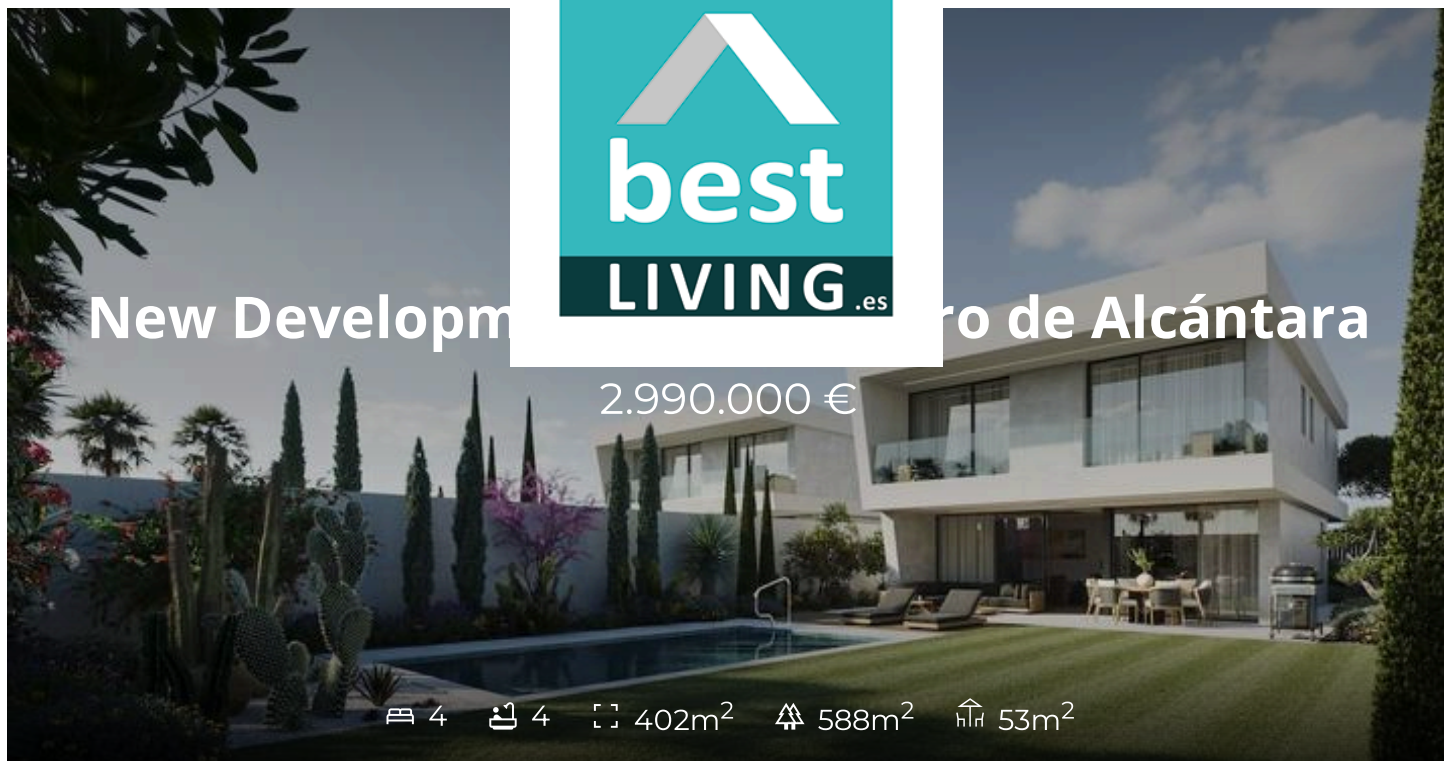 best
LIVING.es
New Developm ro de Alcántara
2.990.000 €
4 4 402m² 588m² 53m²